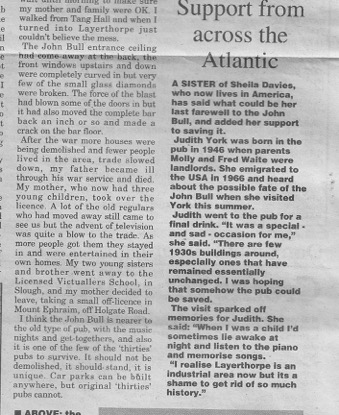 wait until morning to make sure
my mother and family were OK. I
walked from Tang Hall and when I
turned into Layerthorpe just
couldn't believe the mess.
The John Bull entrance ceiling
had come away at the back, the
front windows upstairs and down
were completely curved in but very
few of the small glass diamonds
were broken. The force of the blast
had blown some of the doors in but
it had also moved the complete bar
back an inch or so and made a
crack on the bar floor.
After the war more houses were
being demolished and fewer people
lived in the area, trade slowed
down, my father became ill
through his war service and died.
My mother, who now had three
young children, took over the
licence. A lot of the old regulars
who had moved away still came to
see us but the advent of television
was quite a blow to the trade. As
more people got them they stayed
in and were entertained in their
own homes. My two young sisters
and brother went away to the
Licensed Victuallers School, in
Slough, and my mother decided to
leave, taking a small off-licence in
Mount Ephraim, off Holgate Road.
I think the John Bull is nearer to
the old type of pub, with the music
nights and get-togethers, and also
it is one of the few of the 'thirties'
pubs to survive. It should not be
demolished, it should stand, it is
unique. Car parks can be built
anywhere, but original 'thirties'
pubs cannot.
Support from
across the
Atlantic
A SISTER of Sheila Davies,
who now lives in America,
has said what could be her
last farewell to the John
Bull, and added her support
to saving it.
Judith York was born in the
pub in 1946 when parents
Molly and Fred Waite were
landlords. She emigrated to
the USA in 1966 and heard
about the possible fate of the
John Bull when she visited
York this summer.
Judith went to the pub for a
final drink. "It was a special -
and sad - occasion for me,"
she said. "There are few
1930s buildings around,
especially ones that have
remained essentially
unchanged. I was hoping
that somehow the pub could
be saved.
The visit sparked off
memories for Judith. She
said: "When I was a child I'd
sometimes lie awake at
night and listen to the piano
and memorise songs.
"I realise Layerthorpe is an
industrial area now but its a
shame to get rid of so much
history."
■ ABOVE: the